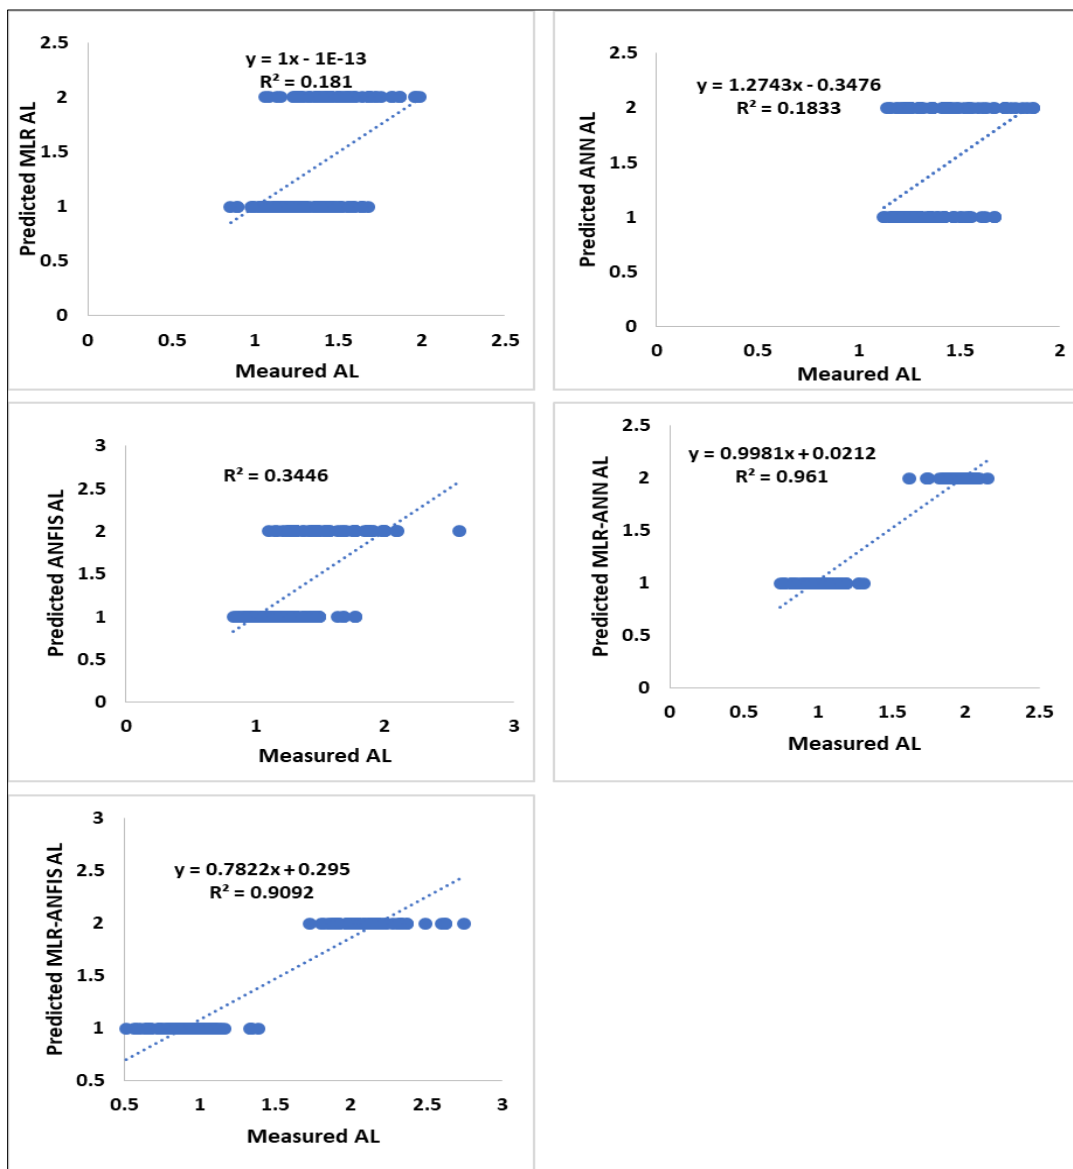 2.5
y = 1x - 1E-13
R² = 0.181
2
1.5
1
0.5
0
Predicted MLR AL
0 0.5 1 1.5 2 2.5
Meaured AL
2.5
y = 1.2743x - 0.3476
R² = 0.1833
2
1.5
1
0.5
0
Predicted ANN AL
0 0.5 1 1.5 2
Meaured AL
3
R² = 0.3446
2.5
2
1.5
1
0.5
0
Predicted ANFIS AL
0 1 2 3
Measured AL
2.5
y = 0.9981x + 0.0212
R² = 0.961
2
1.5
1
0.5
0
Predicted MLR-ANN AL
0 0.5 1 1.5 2 2.5
Measured AL
3
y = 0.7822x + 0.295
R² = 0.9092
2.5
2
1.5
1
0.5
Predicted MLR-ANFIS AL
0.5 1 1.5 2 2.5 3
Measured AL